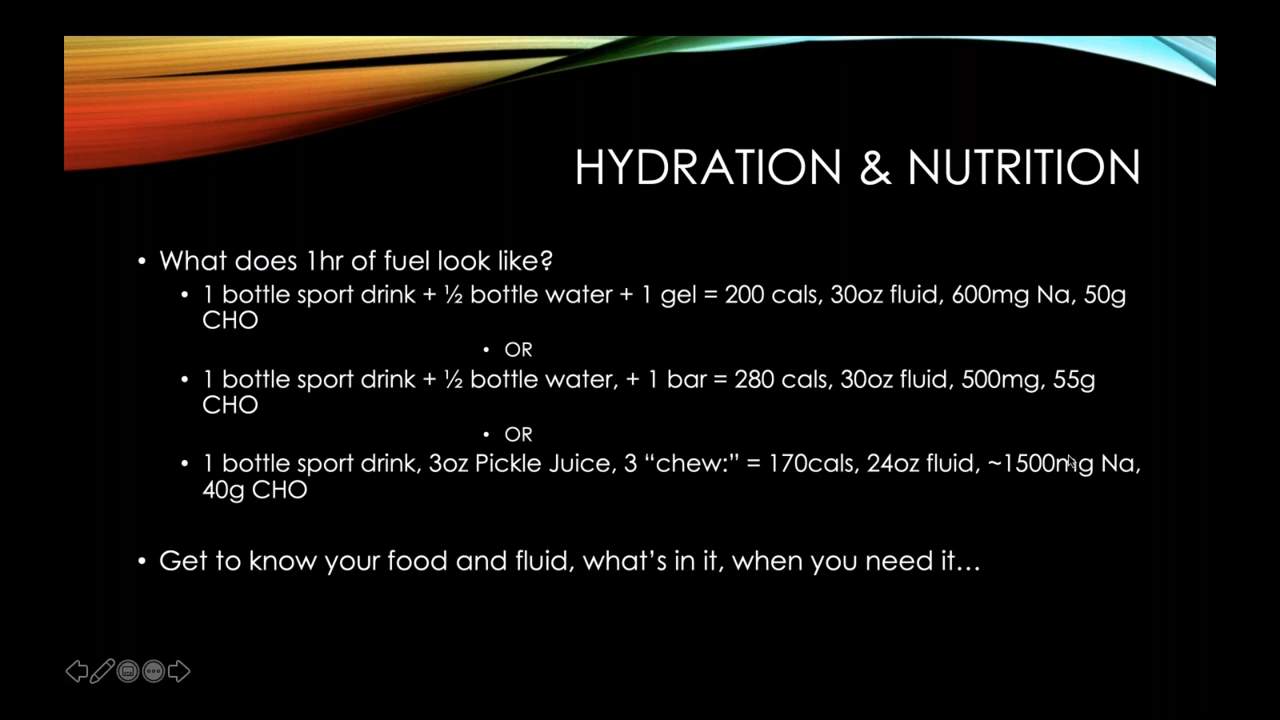 HYDRATION & NUTRITION
• What does 1hr of fuel look like?
• 1 bottle sport drink + ½ bottle water + 1 gel = 200 cals, 30oz fluid, 600mg Na, 50g
CHO
• OR
• 1 bottle sport drink + ½ bottle water, + 1 bar = 280 cals, 30oz fluid, 500mg, 55g
CHO
• OR
• 1 bottle sport drink, 3oz Pickle Juice, 3 “chew:” = 170cals, 24oz fluid, ~1500mg Na,
40g CHO
• Get to know your food and fluid, what’s in it, when you need it…